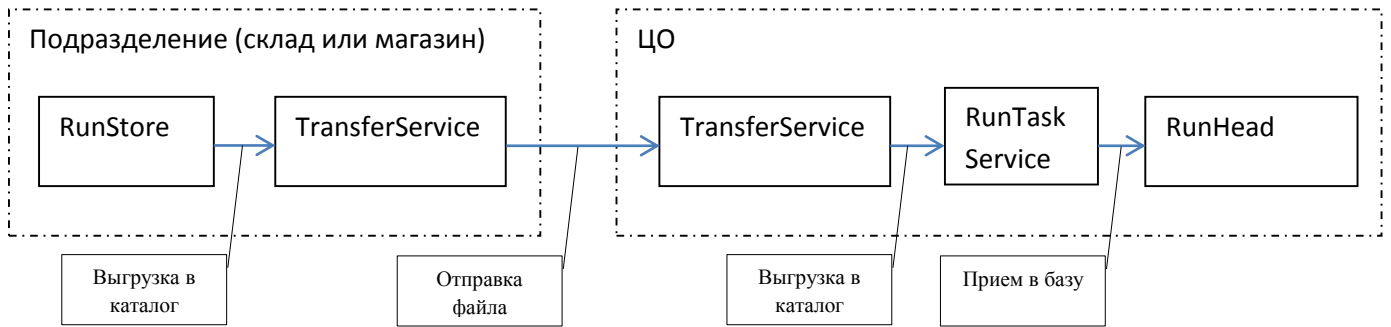 Подразделение (склад или магазин)
ЦО
RunStore
TransferService
TransferService
RunTask
Service
RunHead
Выгрузка в
каталог
Отправка
файла
Выгрузка в
каталог
Прием в базу